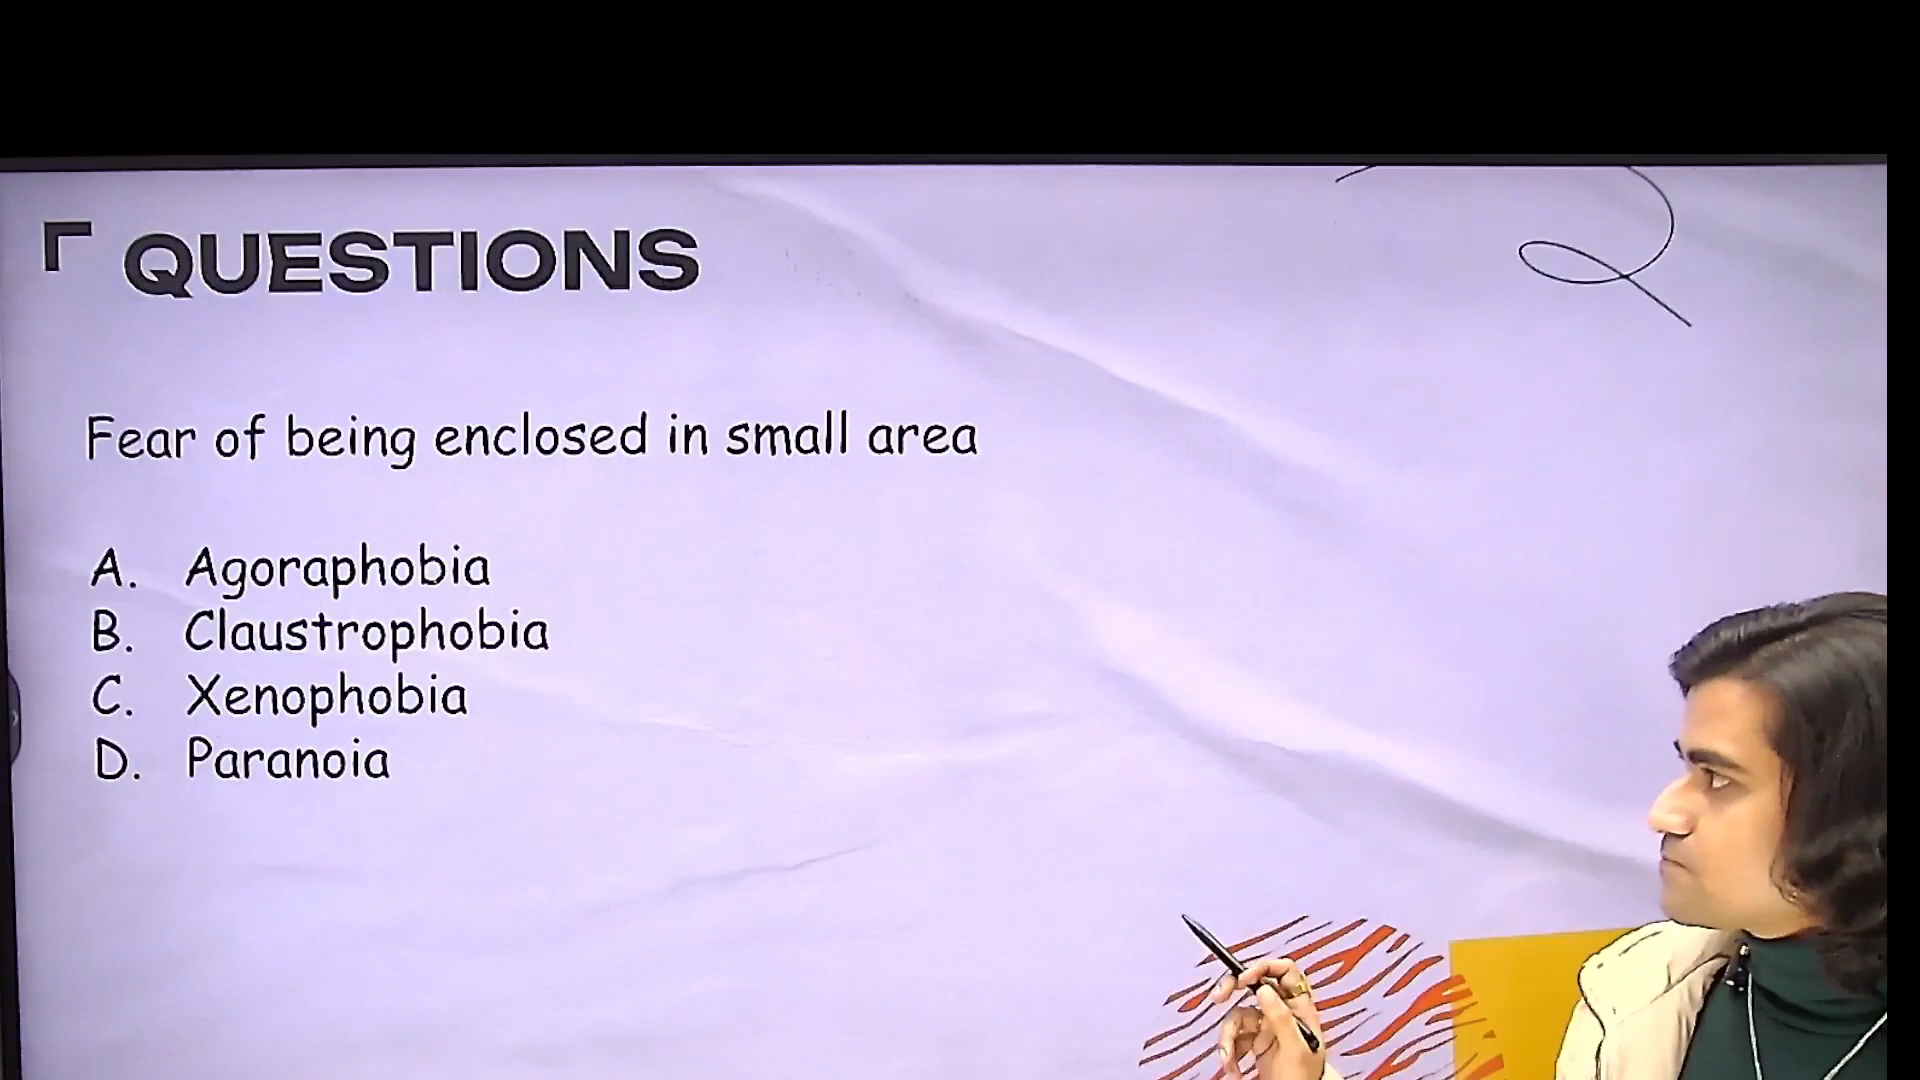 QUESTIONS
Fear of being enclosed in small area
A. Agoraphobia
B. Claustrophobia
C. Xenophobia
D. Paranoia